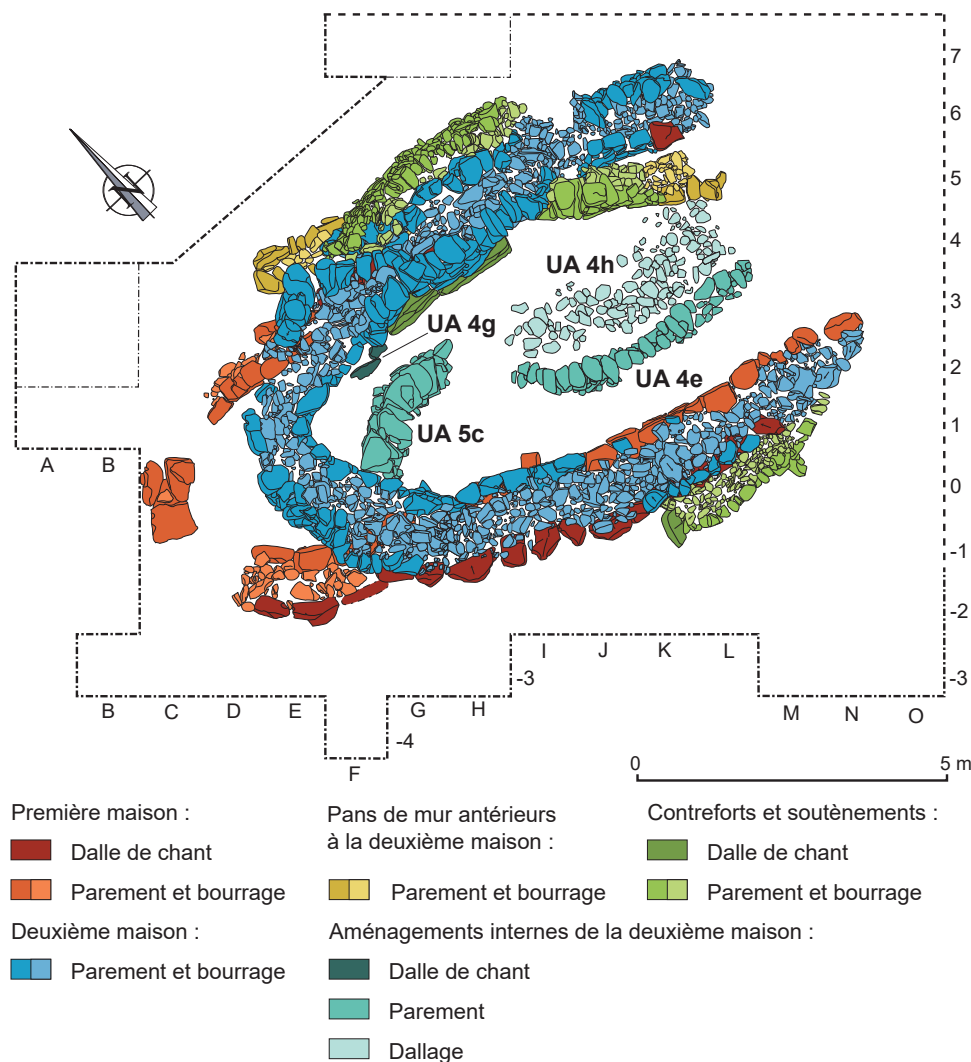 7
6
5
4
3
2
1
0
-1
-2
-3
UA 4h
UA 4g
UA 4e
UA 5c
A B
I J K L
-3
B C D E
G H
-4
F
M N O
0 5 m
Première maison :
Dalle de chant
Parement et bourrage
Deuxième maison :
Parement et bourrage
Pans de mur antérieurs
à la deuxième maison :
Parement et bourrage
Aménagements internes de la deuxième maison :
Dalle de chant
Parement
Dallage
Contreforts et soutènements :
Dalle de chant
Parement et bourrage